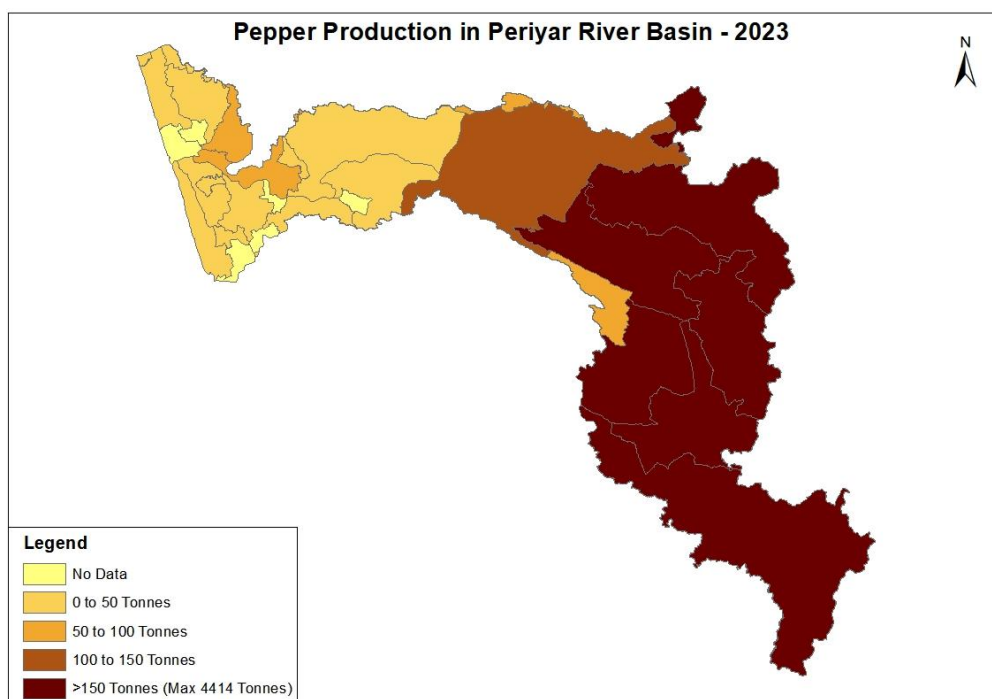 Pepper Production in Periyar River Basin - 2023
N
Legend
No Data
0 to 50 Tonnes
50 to 100 Tonnes
100 to 150 Tonnes
>150 Tonnes (Max 4414 Tonnes)